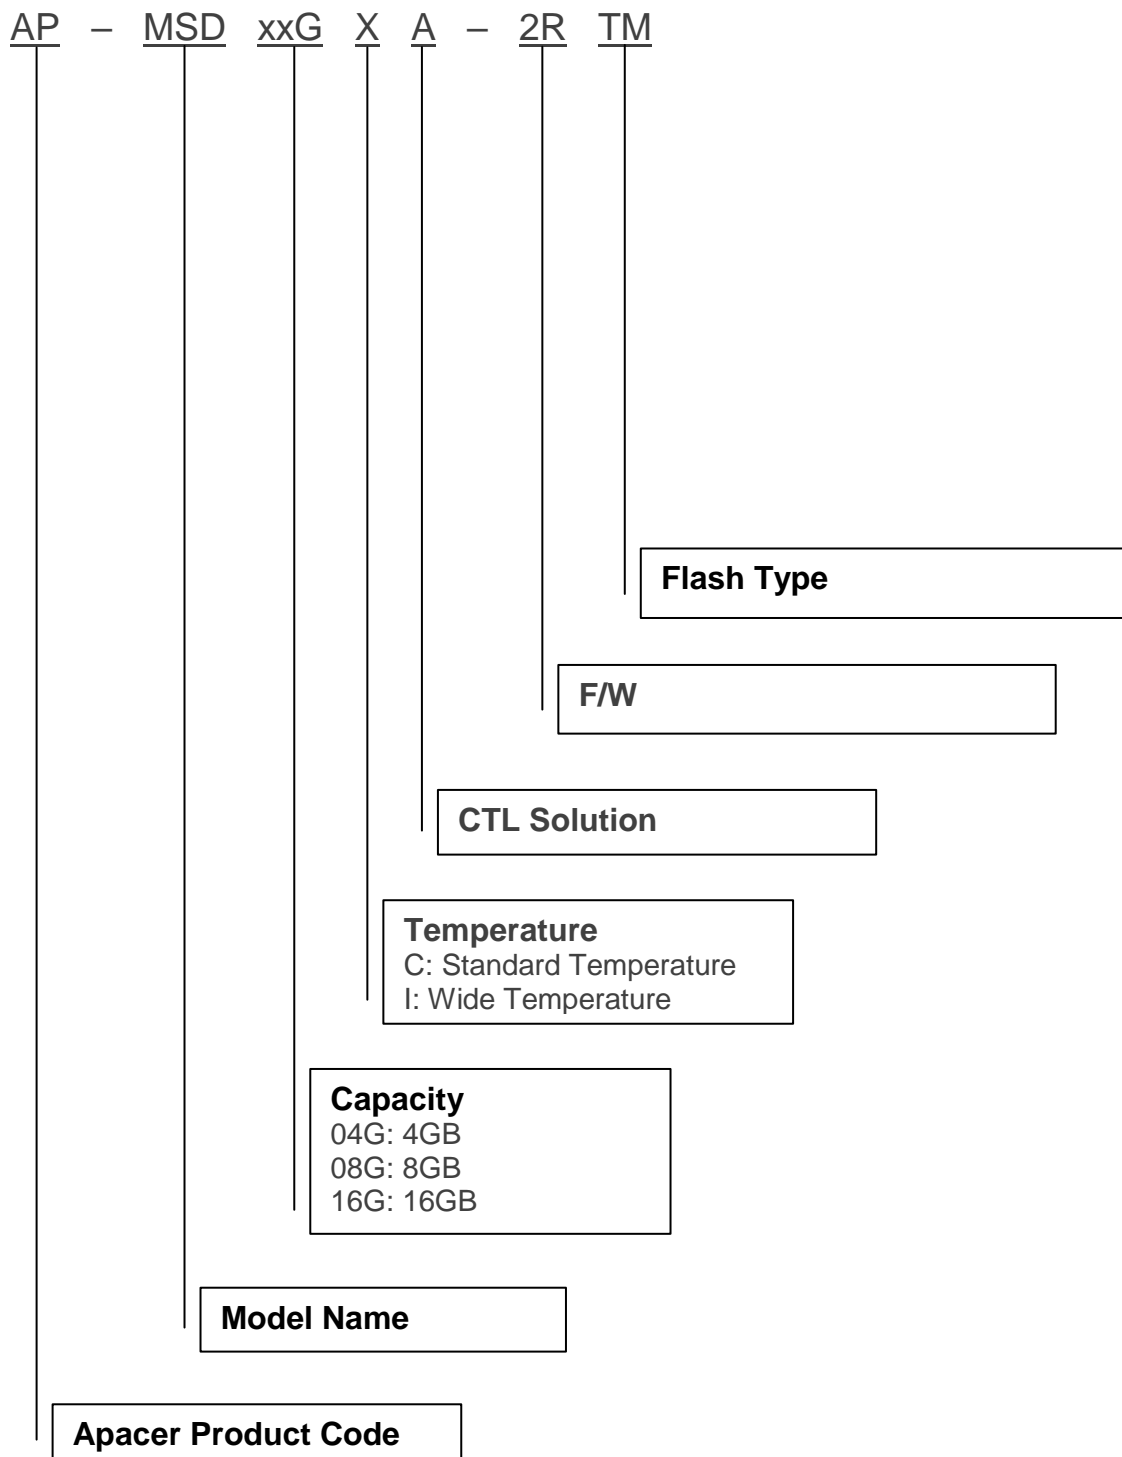 AP – MSD xxG X A – 2R TM
Flash Type
F/W
CTL Solution
Temperature
C: Standard Temperature
I: Wide Temperature
Capacity
04G: 4GB
08G: 8GB
16G: 16GB
Model Name
Apacer Product Code